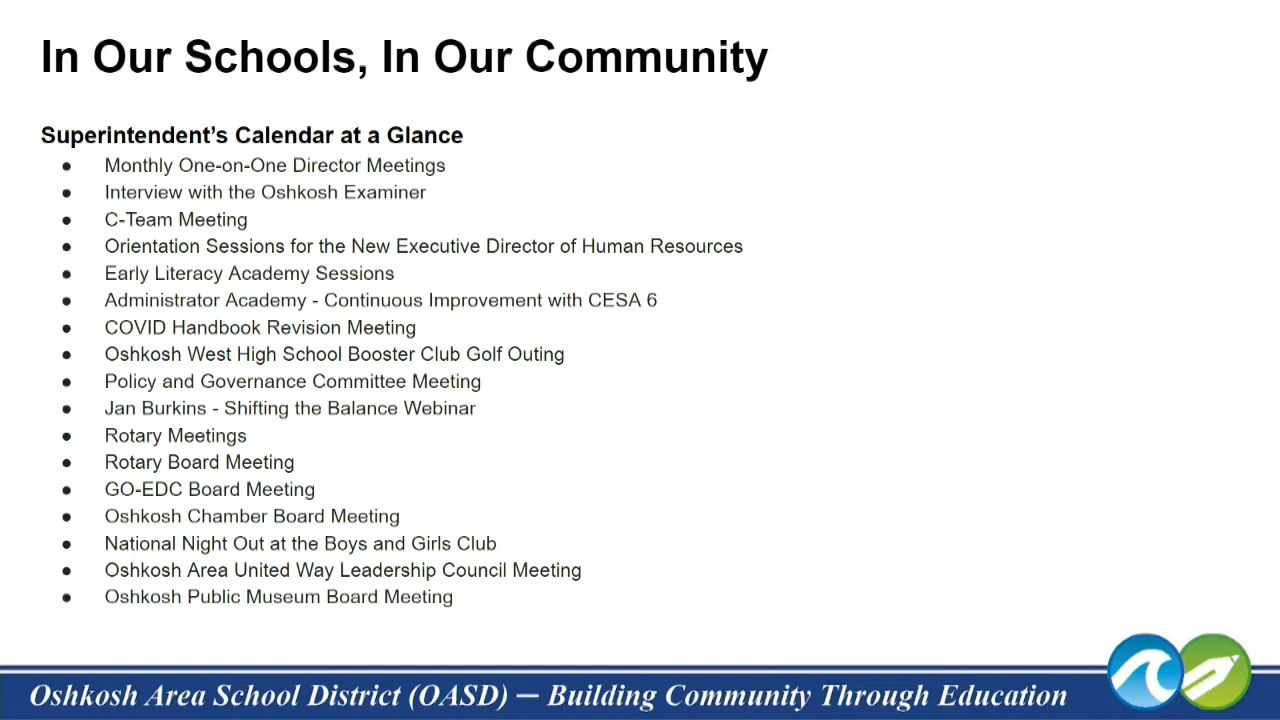 In Our Schools, In Our Community
Superintendent’s Calendar at a Glance
● Monthly One-on-One Director Meetings
● Interview with the Oshkosh Examiner
● C-Team Meeting
● Orientation Sessions for the New Executive Director of Human Resources
● Early Literacy Academy Sessions
● Administrator Academy - Continuous Improvement with CESA 6
● COVID Handbook Revision Meeting
● Oshkosh West High School Booster Club Golf Outing
● Policy and Governance Committee Meeting
● Jan Burkins - Shifting the Balance Webinar
● Rotary Meetings
● Rotary Board Meeting
● GO-EDC Board Meeting
● Oshkosh Chamber Board Meeting
● National Night Out at the Boys and Girls Club
● Oshkosh Area United Way Leadership Council Meeting
● Oshkosh Public Museum Board Meeting
Oshkosh Area School District (OASD) — Building Community Through Education